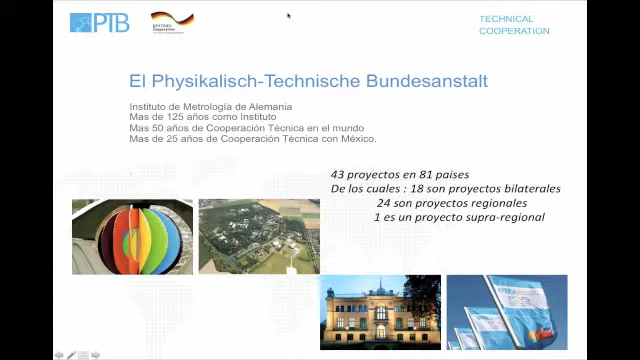 PTB
german
cooperation
TECHNICAL
COOPERATION
El Physikalisch-Technische Bundesanstalt
Instituto de Metrología de Alemania
Mas de 125 años como Instituto
Mas 50 años de Cooperación Técnica en el mundo
Mas de 25 años de Cooperación Técnica con México.
43 proyectos en 81 paises
De los cuales : 18 son proyectos bilaterales
24 son proyectos regionales
1 es un proyecto supra-regional